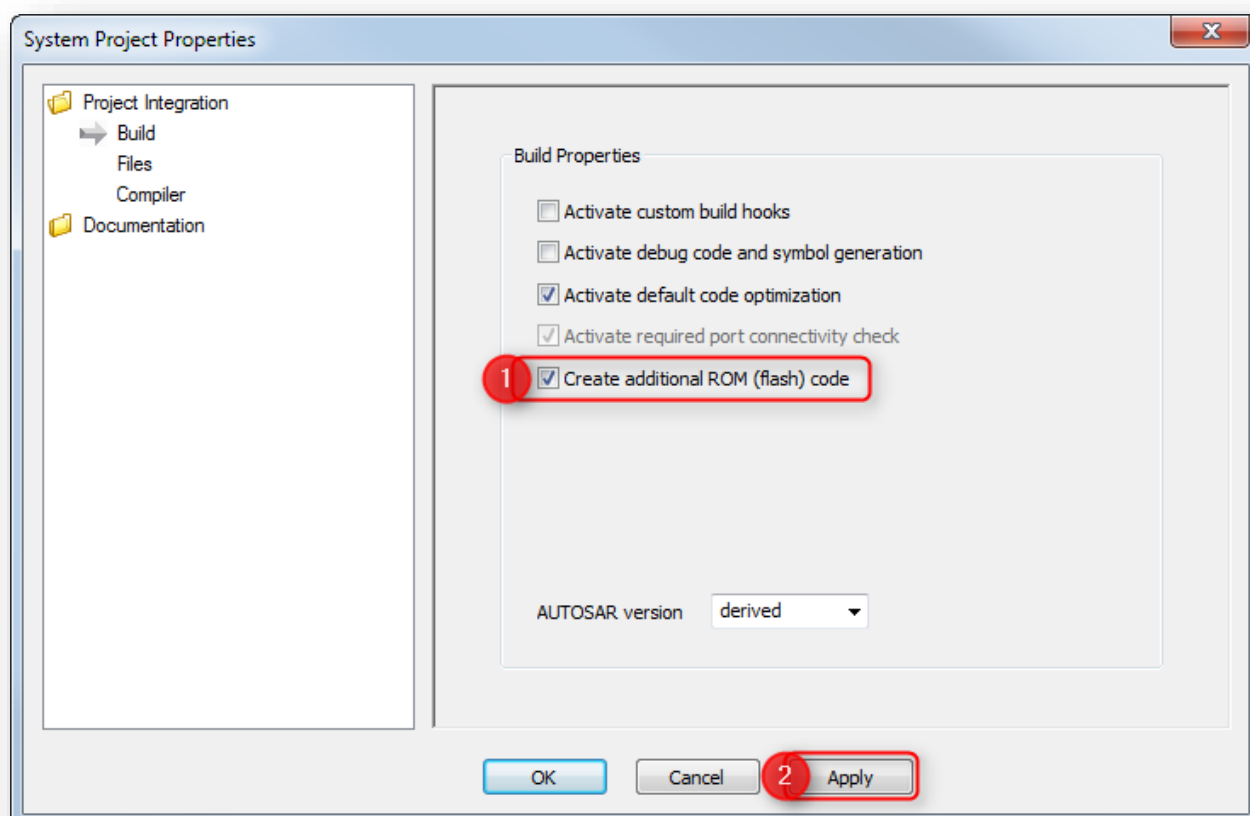 System Project Properties
x
Project Integration
Build
Files
Compiler
Documentation
Build Properties
Activate custom build hooks
Activate debug code and symbol generation
Activate default code optimization
Activate required port connectivity check
1 Create additional ROM (flash) code
AUTOSAR version derived
OK Cancel 2 Apply